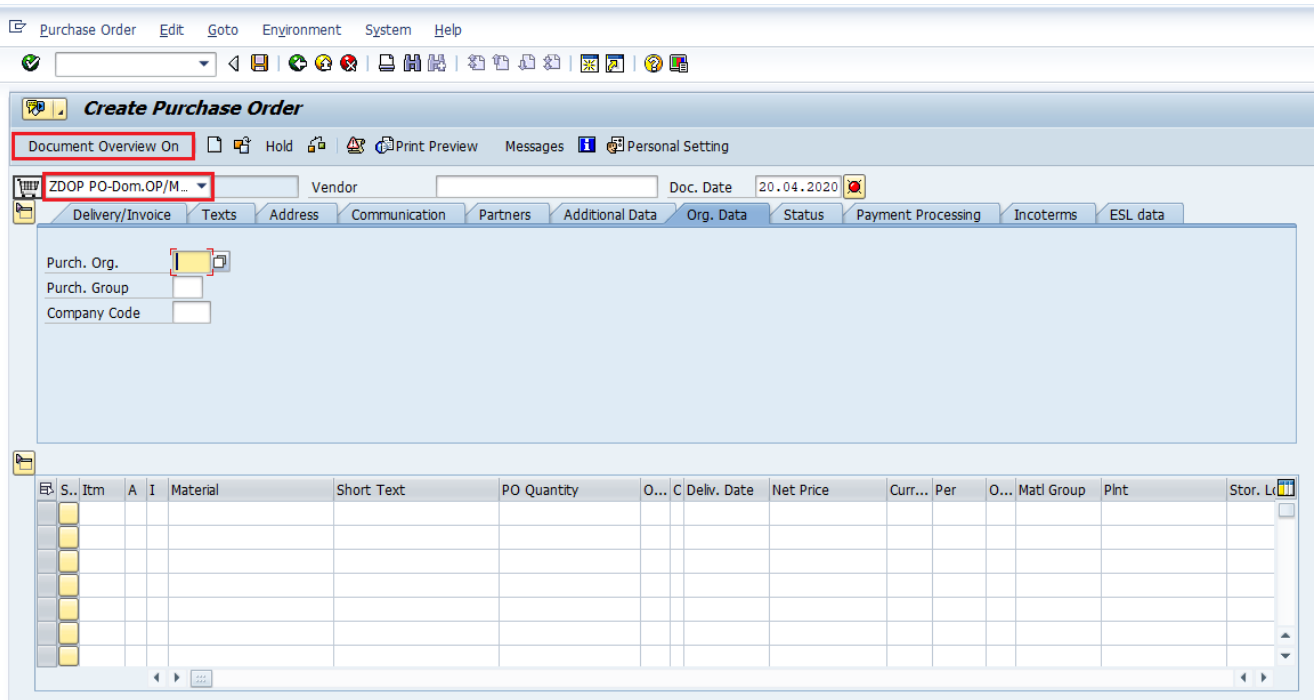 Purchase Order Edit Goto Environment System Help
Create Purchase Order
Document Overview On Hold Print Preview Messages Personal Setting
ZDOP PO-Dom.OP/M... Vendor Doc. Date 20.04.2020
Delivery/Invoice Texts Address Communication Partners Additional Data Org. Data Status Payment Processing Incoterms ESL data
Purch. Org.
Purch. Group
Company Code
S.. Itm A I Material Short Text PO Quantity O... C Deliv. Date Net Price Curr... Per O... Matl Group Plnt Stor. Lo